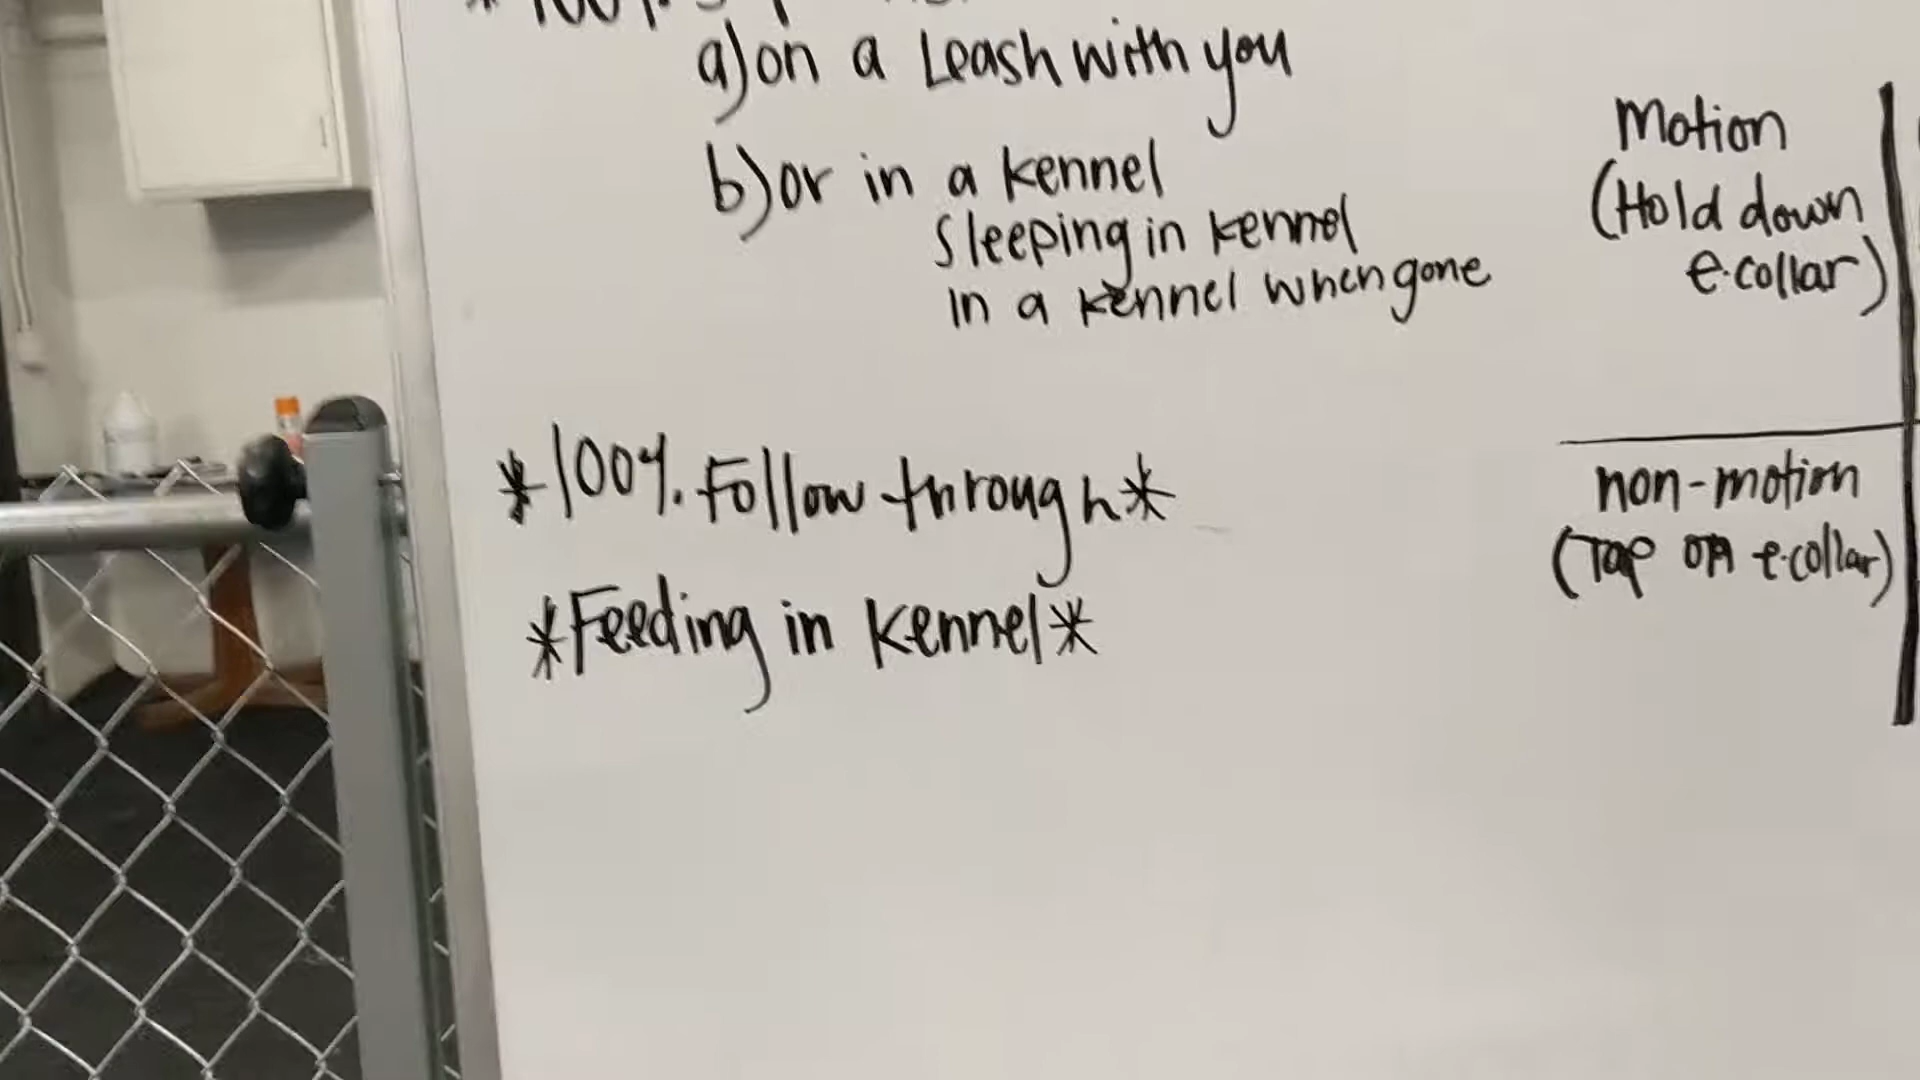 *100%.
a) on a Leash with you
b) or in a kennel
Sleeping in kennel
In a kennel when gone
*100%. Follow through*
*Feeding in kennel*
Motion
(Hold down
e-collar)
non-motion
(Tap on e-collar)